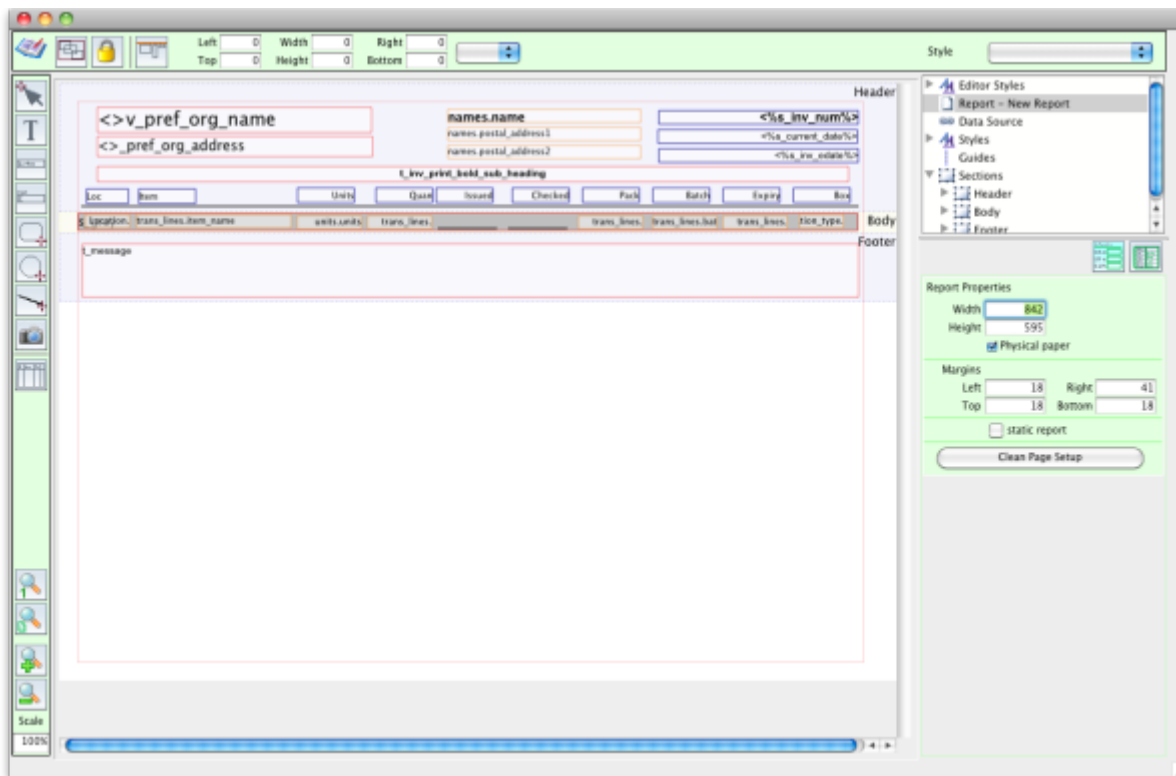 Left 0 Width 0 Right 0
Top 0 Height 0 Bottom 0
Style
Header
<>v_pref_org_name
<>_pref_org_address
names.name
names.postal_address1
names.postal_address2
<%s_inv_num%>
<%s_current_date%>
t_inv_print_bold_sub_heading
Loc Item Units Quan Issued Checked Pack Batch Expiry Box
trans_lines.item_name units.units trans_lines. trans_lines. trans_lines.bat trans_lines. tice_type. Body
Footer
t_message
T
1
Scale
100%
Editor Styles
Report - New Report
Data Source
Styles
Guides
Sections
Header
Body
Footer
Report Properties
Width 842
Height 595
Physical paper
Margins
Left 18 Right 41
Top 18 Bottom 18
static report
Clean Page Setup